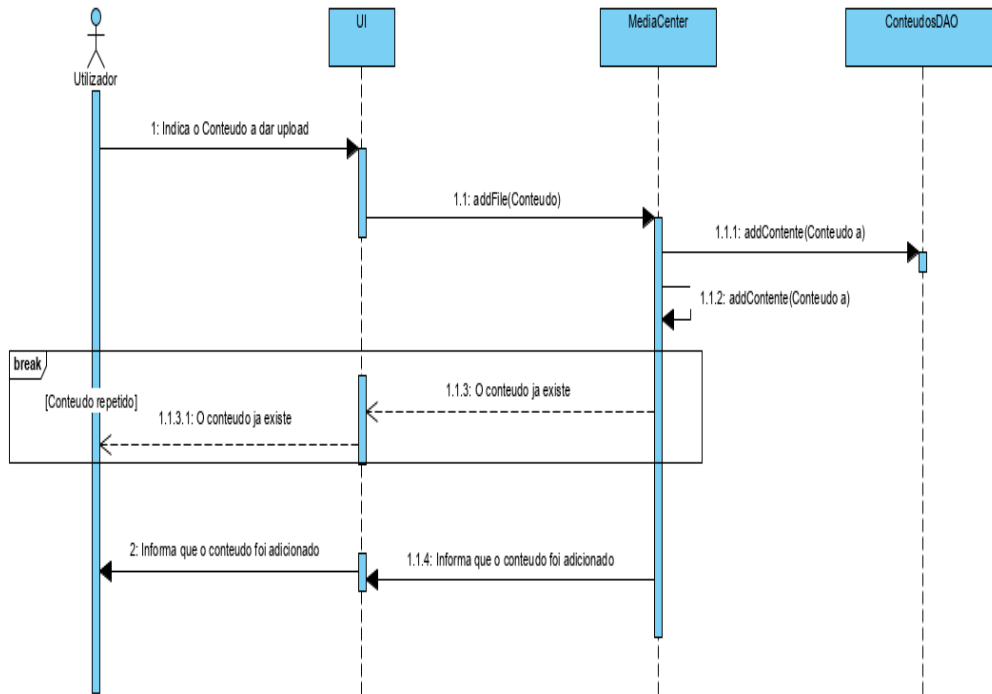 UI
MediaCenter
ConteudosDAO
Utilizador
1: Indica o Conteudo a dar upload
1.1: addFile(Conteudo)
1.1.1: addContente(Conteudo a)
1.1.2: addContente(Conteudo a)
break
[Conteudo repetido]
1.1.3: O conteudo ja existe
1.1.3.1: O conteudo ja existe
2: Informa que o conteudo foi adicionado
1.1.4: Informa que o conteudo foi adicionado